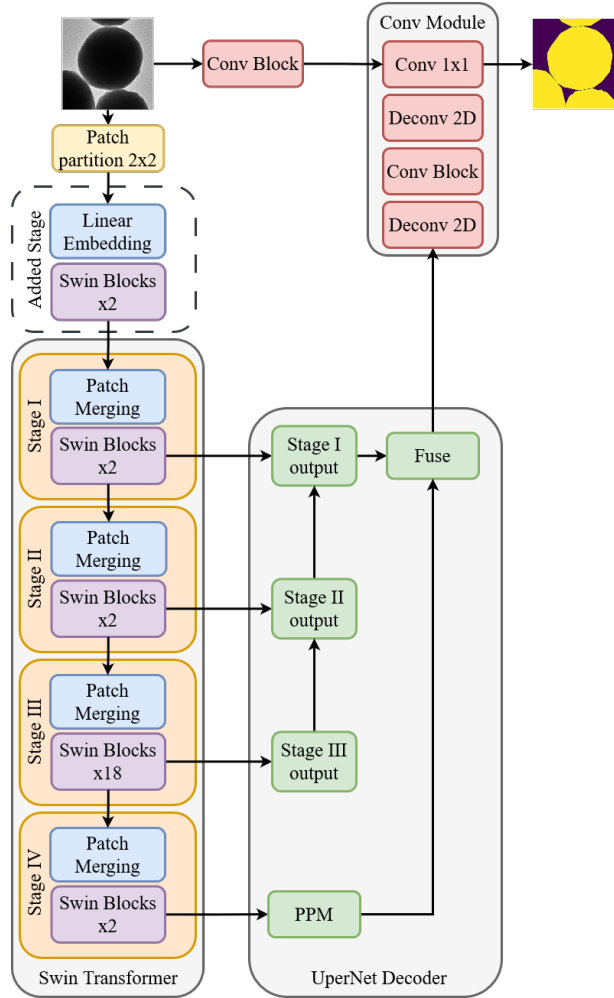 Conv Module
Conv Block
Conv 1x1
Deconv 2D
Conv Block
Deconv 2D
Patch
partition 2x2
Added Stage
Linear
Embedding
Swin Blocks
x2
Stage I
Patch
Merging
Swin Blocks
x2
Stage I
output
Fuse
Stage II
Patch
Merging
Swin Blocks
x2
Stage II
output
Stage III
Patch
Merging
Swin Blocks
x18
Stage III
output
Stage IV
Patch
Merging
Swin Blocks
x2
PPM
Swin Transformer
UperNet Decoder